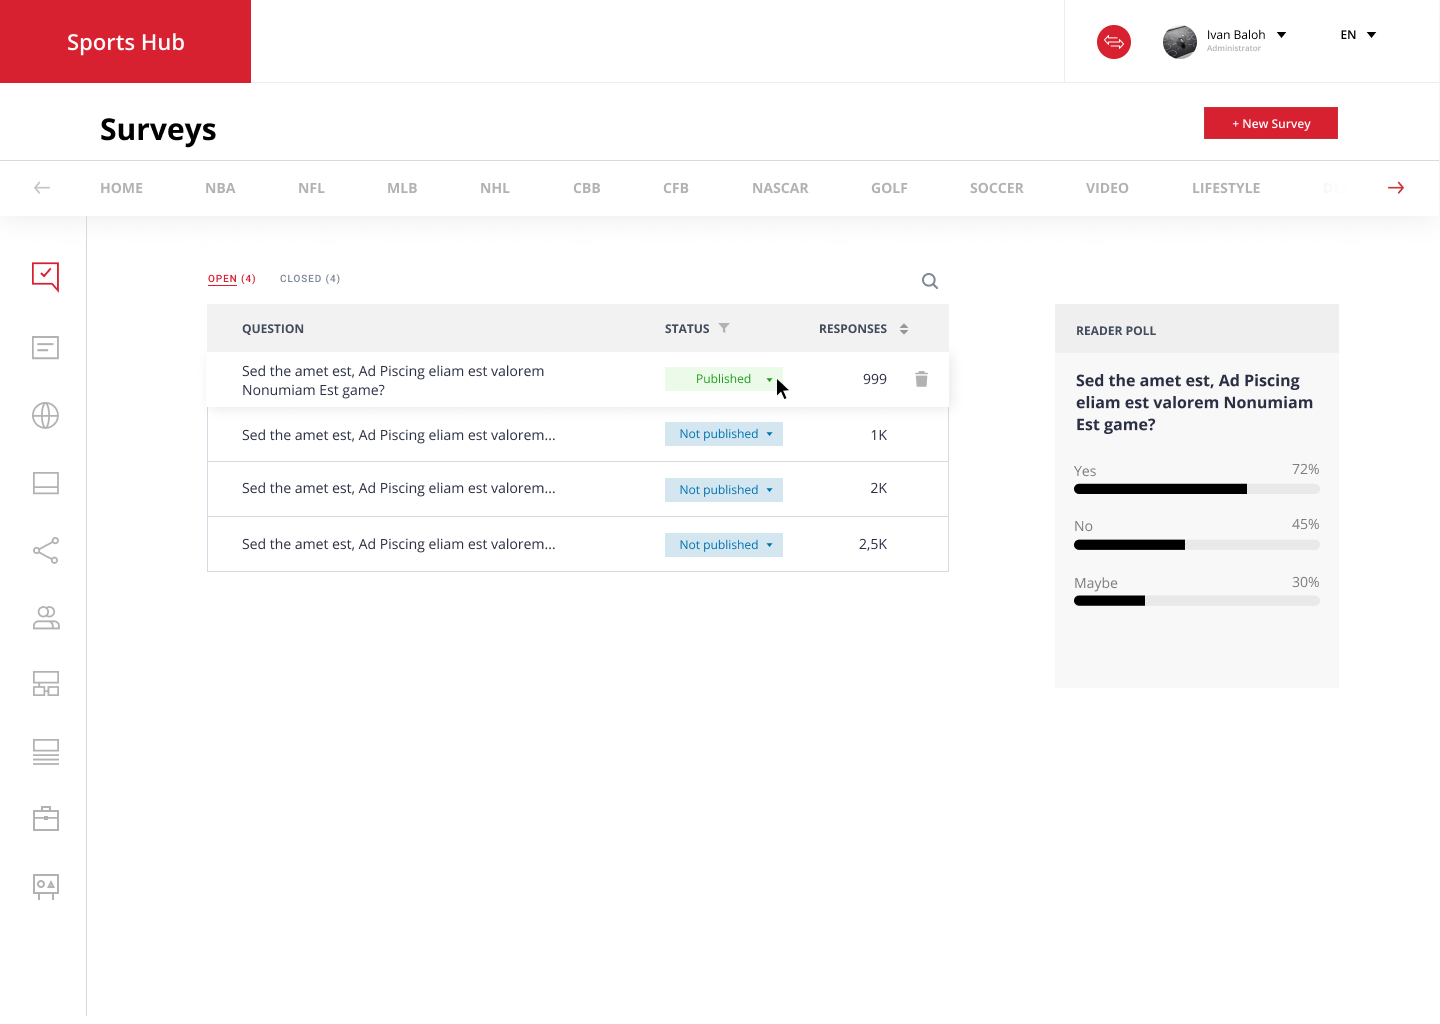 Sports Hub
Ivan Baloh
Administrator
EN
Surveys
+ New Survey
HOME NBA NFL MLB NHL CBB CFB NASCAR GOLF SOCCER VIDEO LIFESTYLE
OPEN (4) CLOSED (4)
QUESTION STATUS RESPONSES
Sed the amet est, Ad Piscing eliam est valorem
Nonumiam Est game?
Published
999
Sed the amet est, Ad Piscing eliam est valorem...
Not published
1K
Sed the amet est, Ad Piscing eliam est valorem...
Not published
2K
Sed the amet est, Ad Piscing eliam est valorem...
Not published
2,5K
READER POLL
Sed the amet est, Ad Piscing
eliam est valorem Nonumiam
Est game?
Yes 72%
No 45%
Maybe 30%